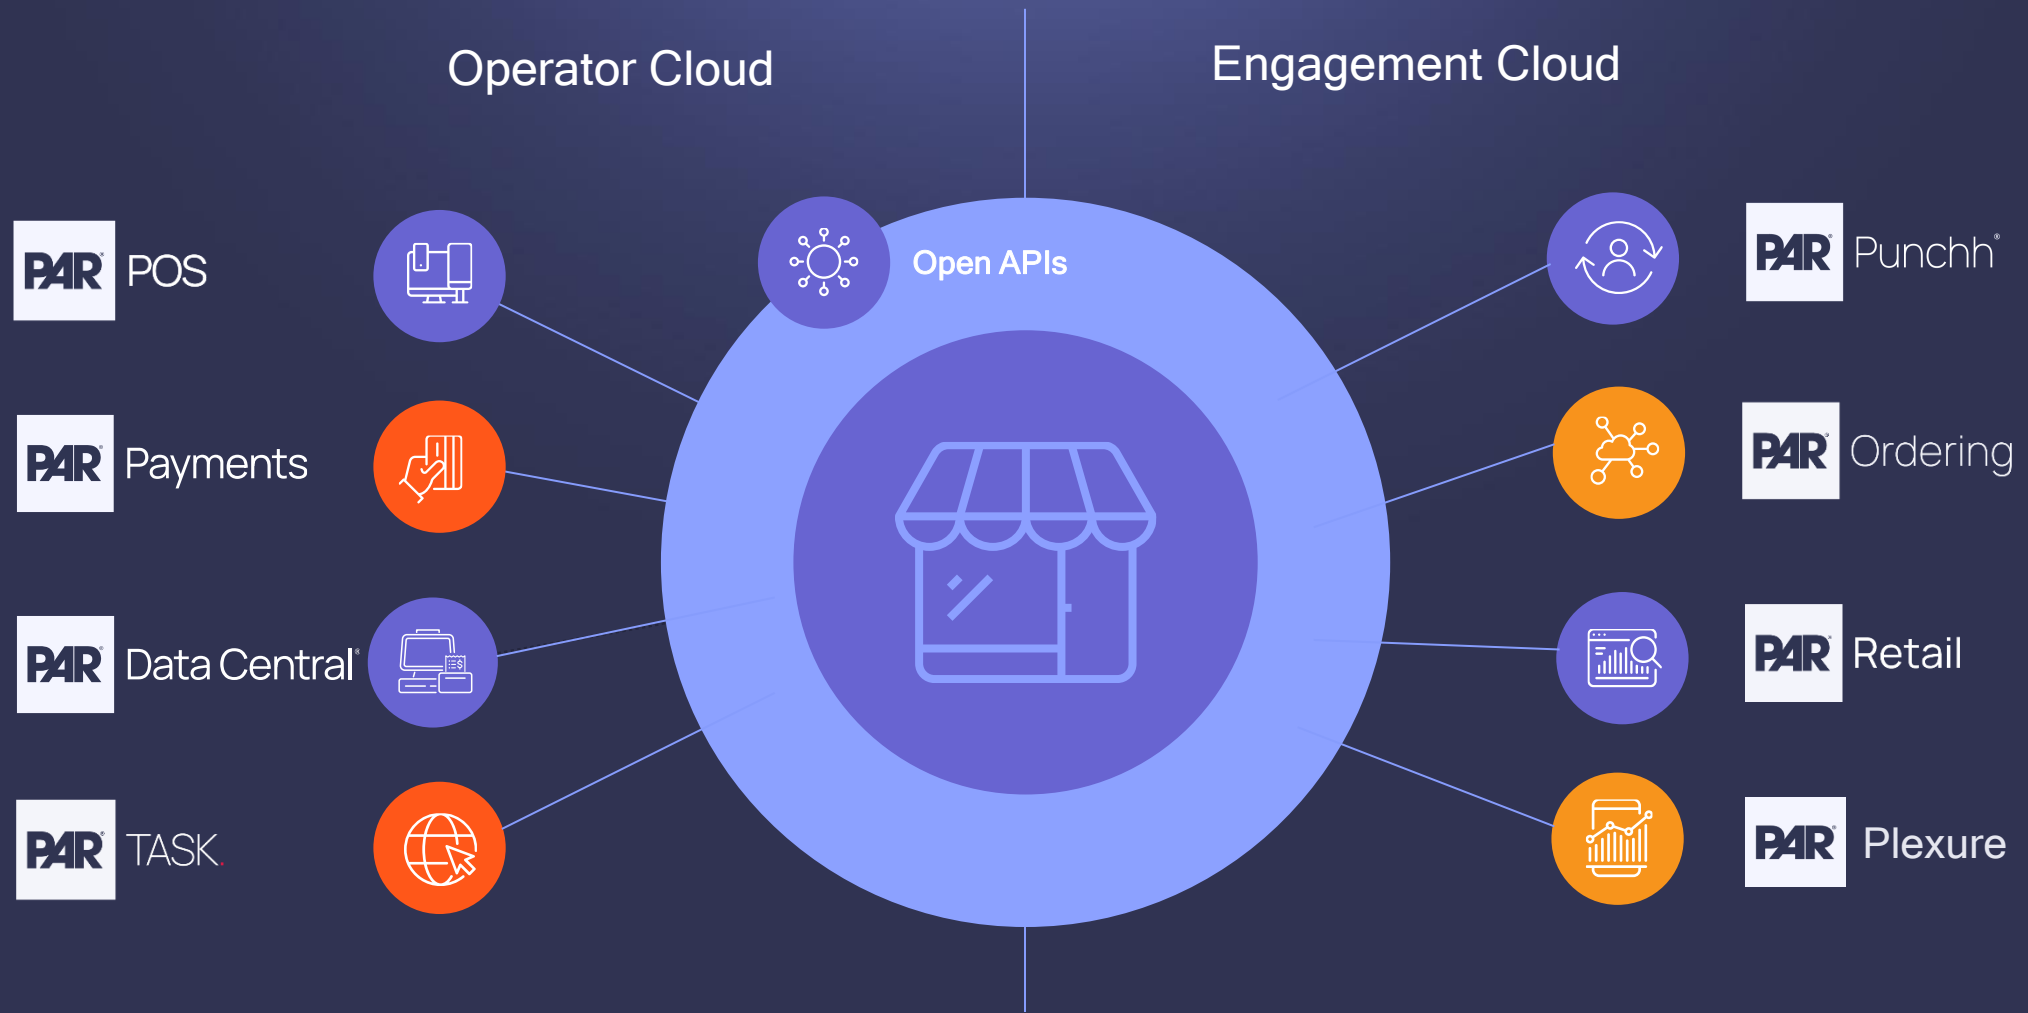 Operator Cloud
Engagement Cloud
Open APIs
PAR® POS
PAR® Payments
PAR® Data Central®
PAR® TASK.
PAR® Punchh®
PAR® Ordering
PAR® Retail
PAR® Plexure